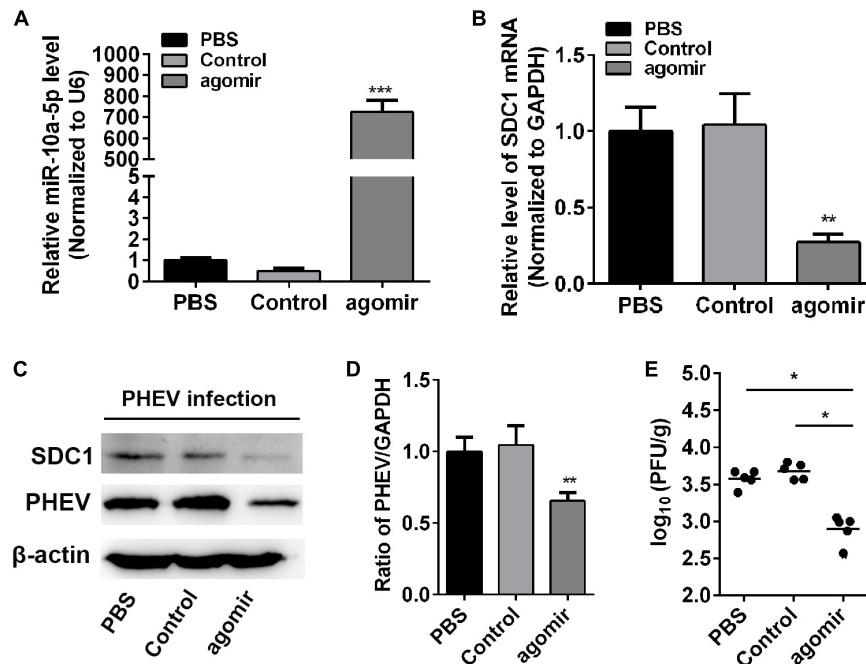 A
PBS
Control
agomir
Relative miR-10a-5p level
(Normalized to U6)
1000
900
800
700
600
500
5
4
3
2
1
0
***
PBS Control agomir
B
PBS
Control
agomir
Relative level of SDC1 mRNA
(Normalized to GAPDH)
1.5
1.0
0.5
0.0
**
PBS Control agomir
C
PHEV infection
SDC1
PHEV
β-actin
PBS Control agomir
D
Ratio of PHEV/GAPDH
1.5
1.0
0.5
0.0
**
PBS Control agomir
E
log10 (PFU/g)
5.0
4.5
4.0
3.5
3.0
2.5
2.0
*
*
PBS Control agomir